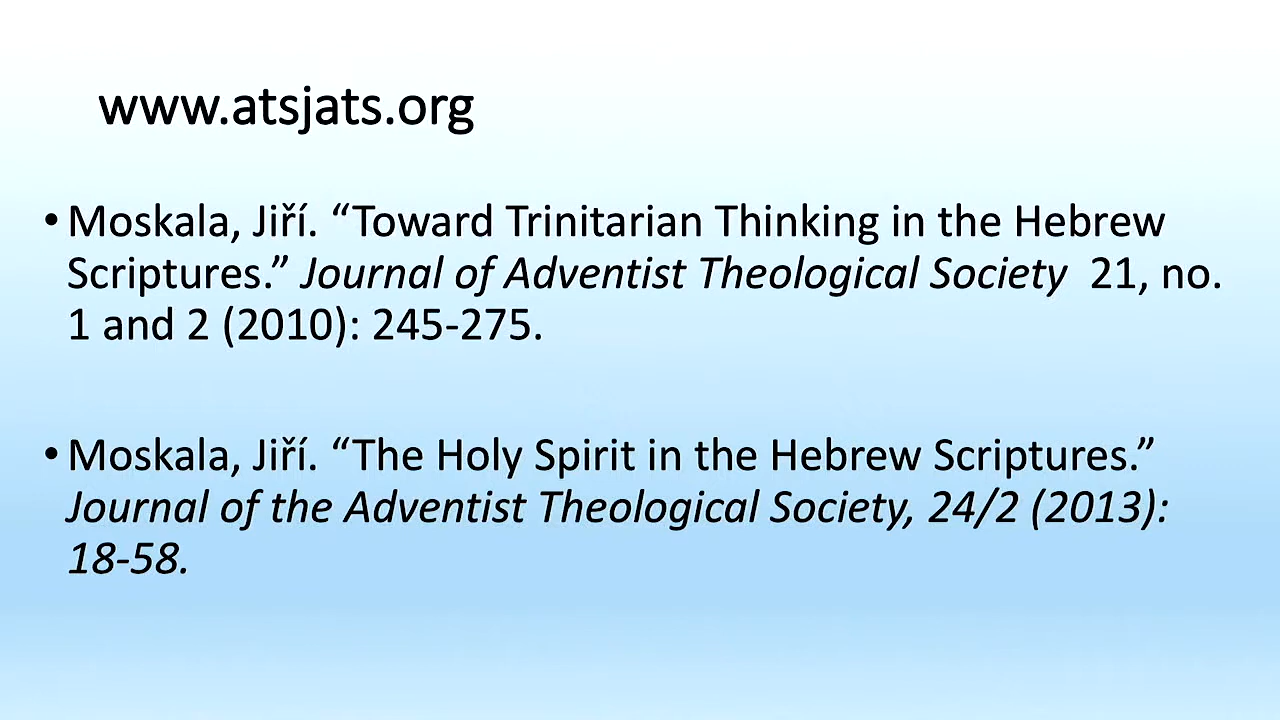 www.atsjats.org
• Moskala, Jiří. “Toward Trinitarian Thinking in the Hebrew
Scriptures.” Journal of Adventist Theological Society 21, no.
1 and 2 (2010): 245-275.
• Moskala, Jiří. “The Holy Spirit in the Hebrew Scriptures.”
Journal of the Adventist Theological Society, 24/2 (2013):
18-58.